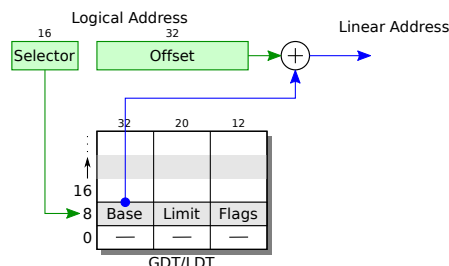 Logical Address
Linear Address
16 32
Selector Offset
32 20 12
16
8 Base Limit Flags
0 — — —
GDT/LDT